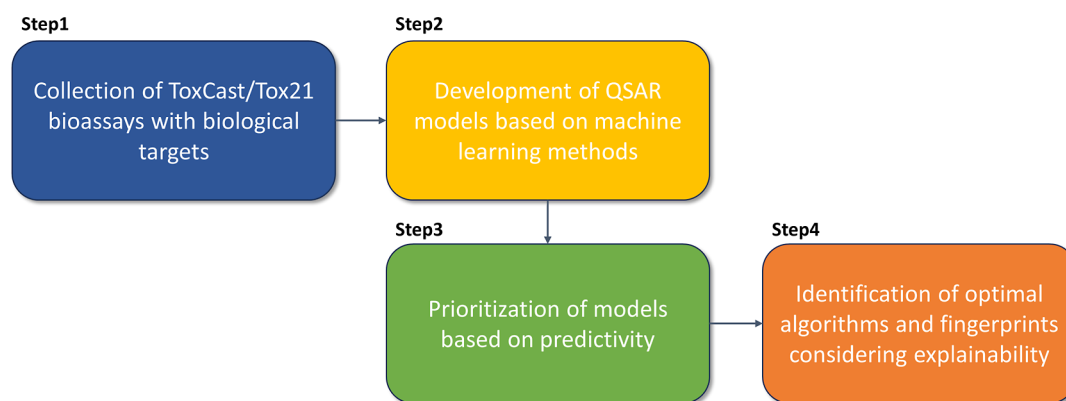 Step1
Collection of ToxCast/Tox21
bioassays with biological
targets
Step2
Development of QSAR
models based on machine
learning methods
Step3
Prioritization of models
based on predictivity
Step4
Identification of optimal
algorithms and fingerprints
considering explainability